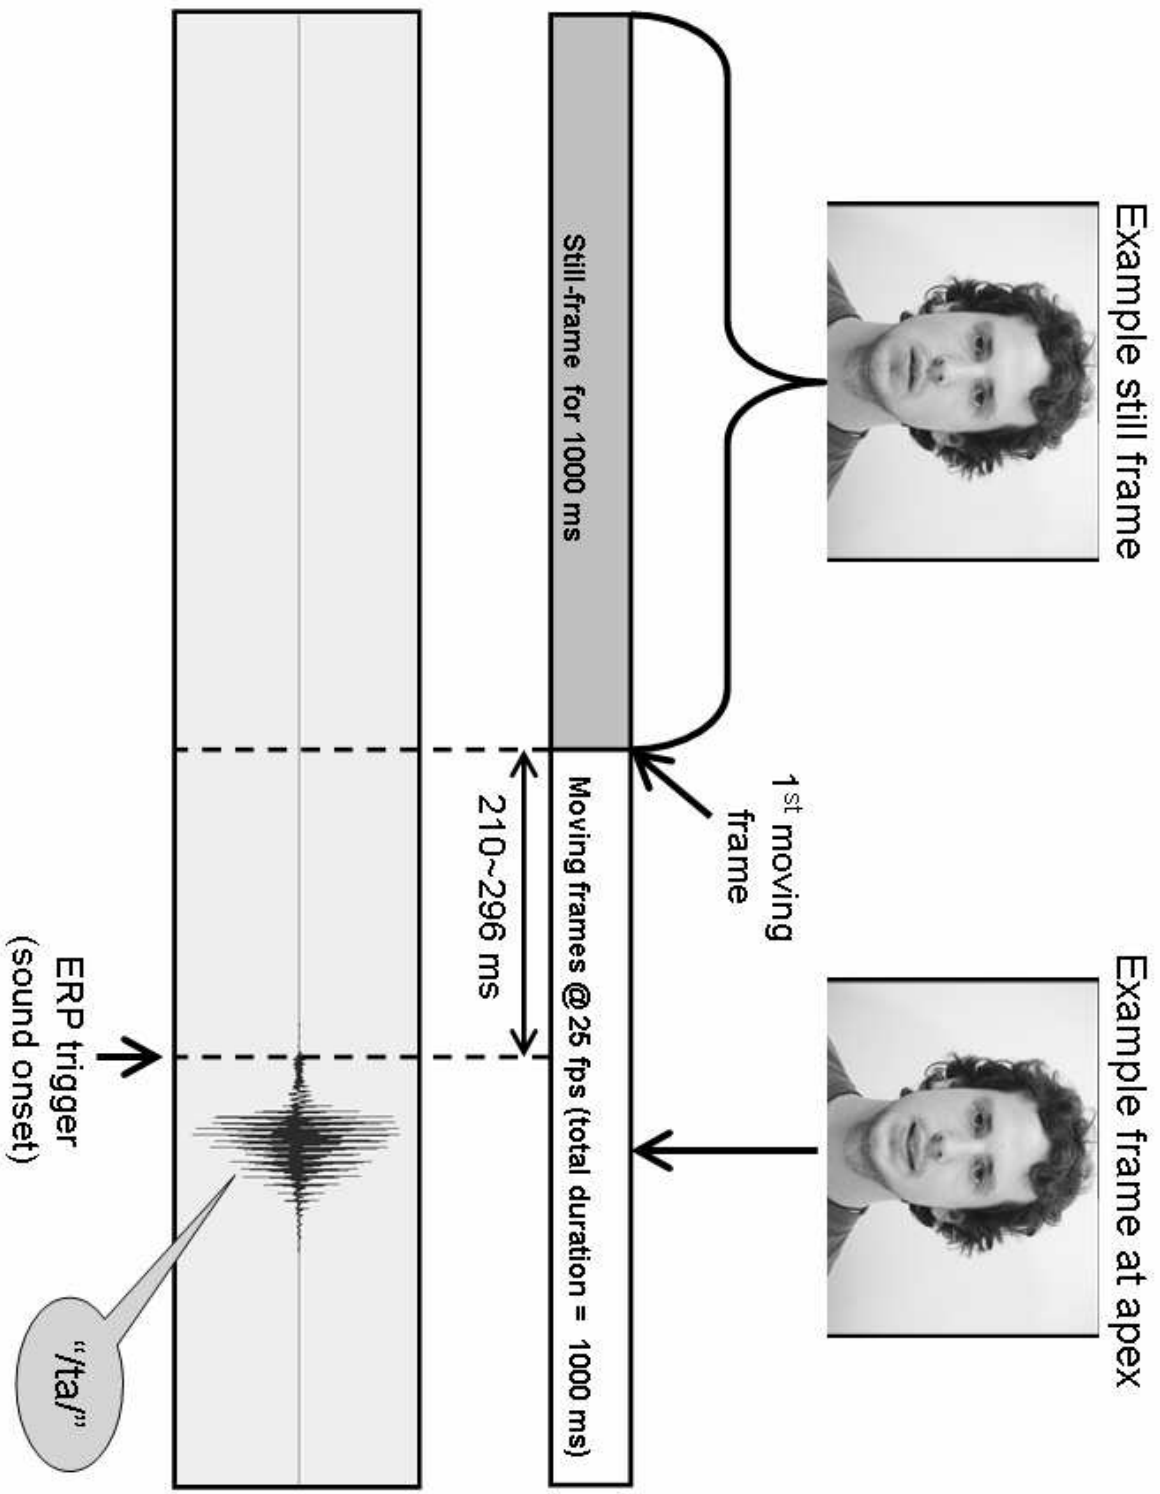 Example still frame
Example frame at apex
1st moving
frame
Still-frame for 1000 ms
Moving frames @ 25 fps (total duration = 1000 ms)
210~296 ms
ERP trigger
(sound onset)
“/ta/”